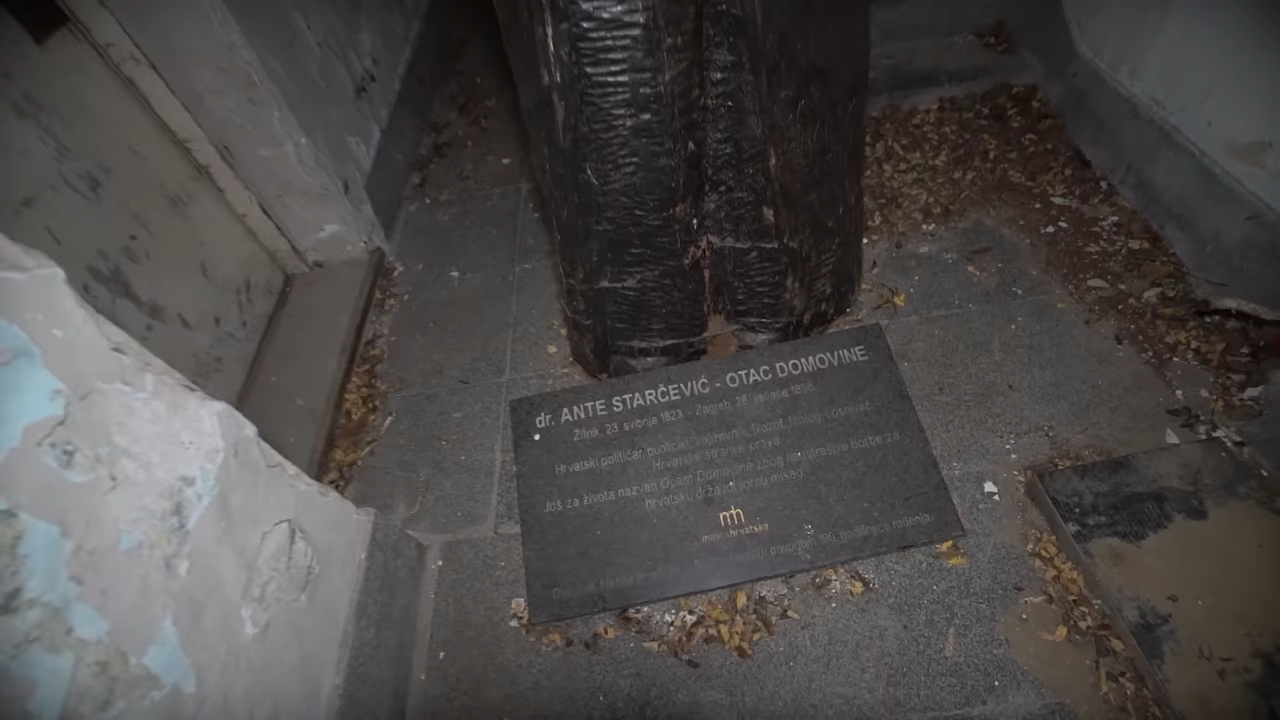 dr. ANTE STARČEVIĆ - OTAC DOMOVINE
Žitnik, 23. svibnja 1823. - Zagreb, 28. veljače 1896.
Hrvatski političar, publicist, književnik, filozof, filolog i osnivač
Hrvatske stranke prava.
Još za života nazvan Ocem Domovine zbog neustrašive borbe za
hrvatsku državotvornu misao.
mh
matica hrvatska
povodom 190. godišnjice rođenja.